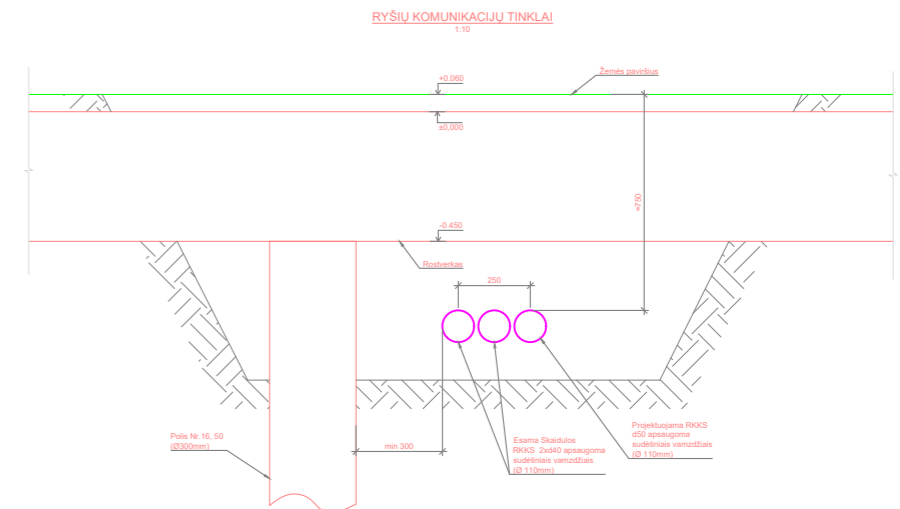 RYŠIŲ KOMUNIKACIJŲ TINKLAI
1:10
Žemės paviršius
+0.060
±0,000
≈750
-0.450
Rostverkas
250
Polis Nr.16, 50
(Ø300mm)
min 300
Esama Skaidulos
RKKS 2xd40 apsaugoma
sudėtiniais vamzdžiais
(Ø 110mm)
Projektuojama RKKS
d50 apsaugoma
sudėtiniais vamzdžiais
(Ø 110mm)